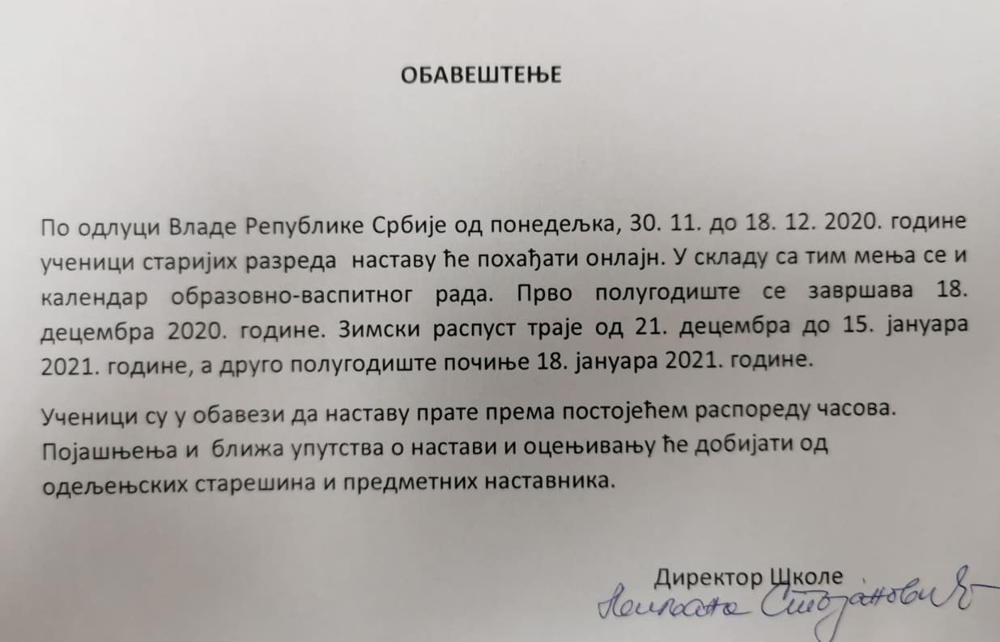 ОБАВЕШТЕЊЕ
По одлуци Владе Републике Србије од понедељка, 30. 11. до 18. 12. 2020. године
ученици старијих разреда наставу ће похађати онлајн. У складу са тим мења се и
календар образовно-васпитног рада. Прво полугодиште се завршава 18.
децембра 2020. године. Зимски распуст траје од 21. децембра до 15. јануара
2021. године, а друго полугодиште почиње 18. јануара 2021. године.
Ученици су у обавези да наставу прате према постојећем распореду часова.
Појашњења и ближа упутства о настави и оцењивању ће добијати од
одељењских старешина и предметних наставника.
Директор Школе
Стојановић